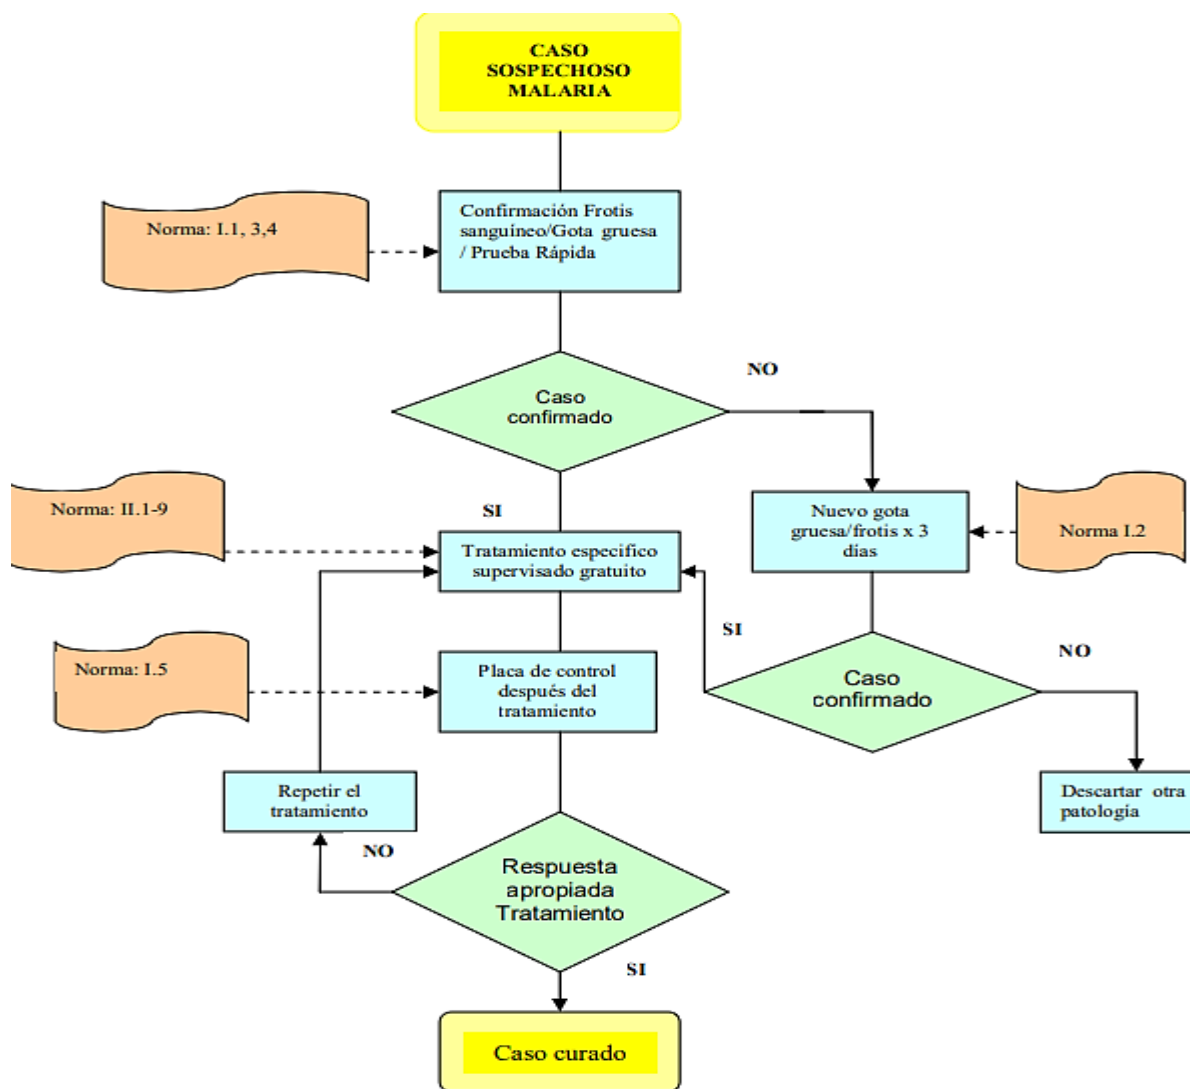 CASO
SOSPECHOSO
MALARIA
Norma: I.1, 3,4
Confirmación Frotis
sanguíneo/Gota gruesa
/ Prueba Rápida
NO
Caso
confirmado
Norma: II.1-9
SI
Nuevo gota
gruesa/frotis x 3
días
Norma I.2
Tratamiento especifico
supervisado gratuito
SI
NO
Norma: I.5
Placa de control
después del
tratamiento
Caso
confirmado
Repetir el
tratamiento
Descartar otra
patología
NO
Respuesta
apropiada
Tratamiento
SI
Caso curado